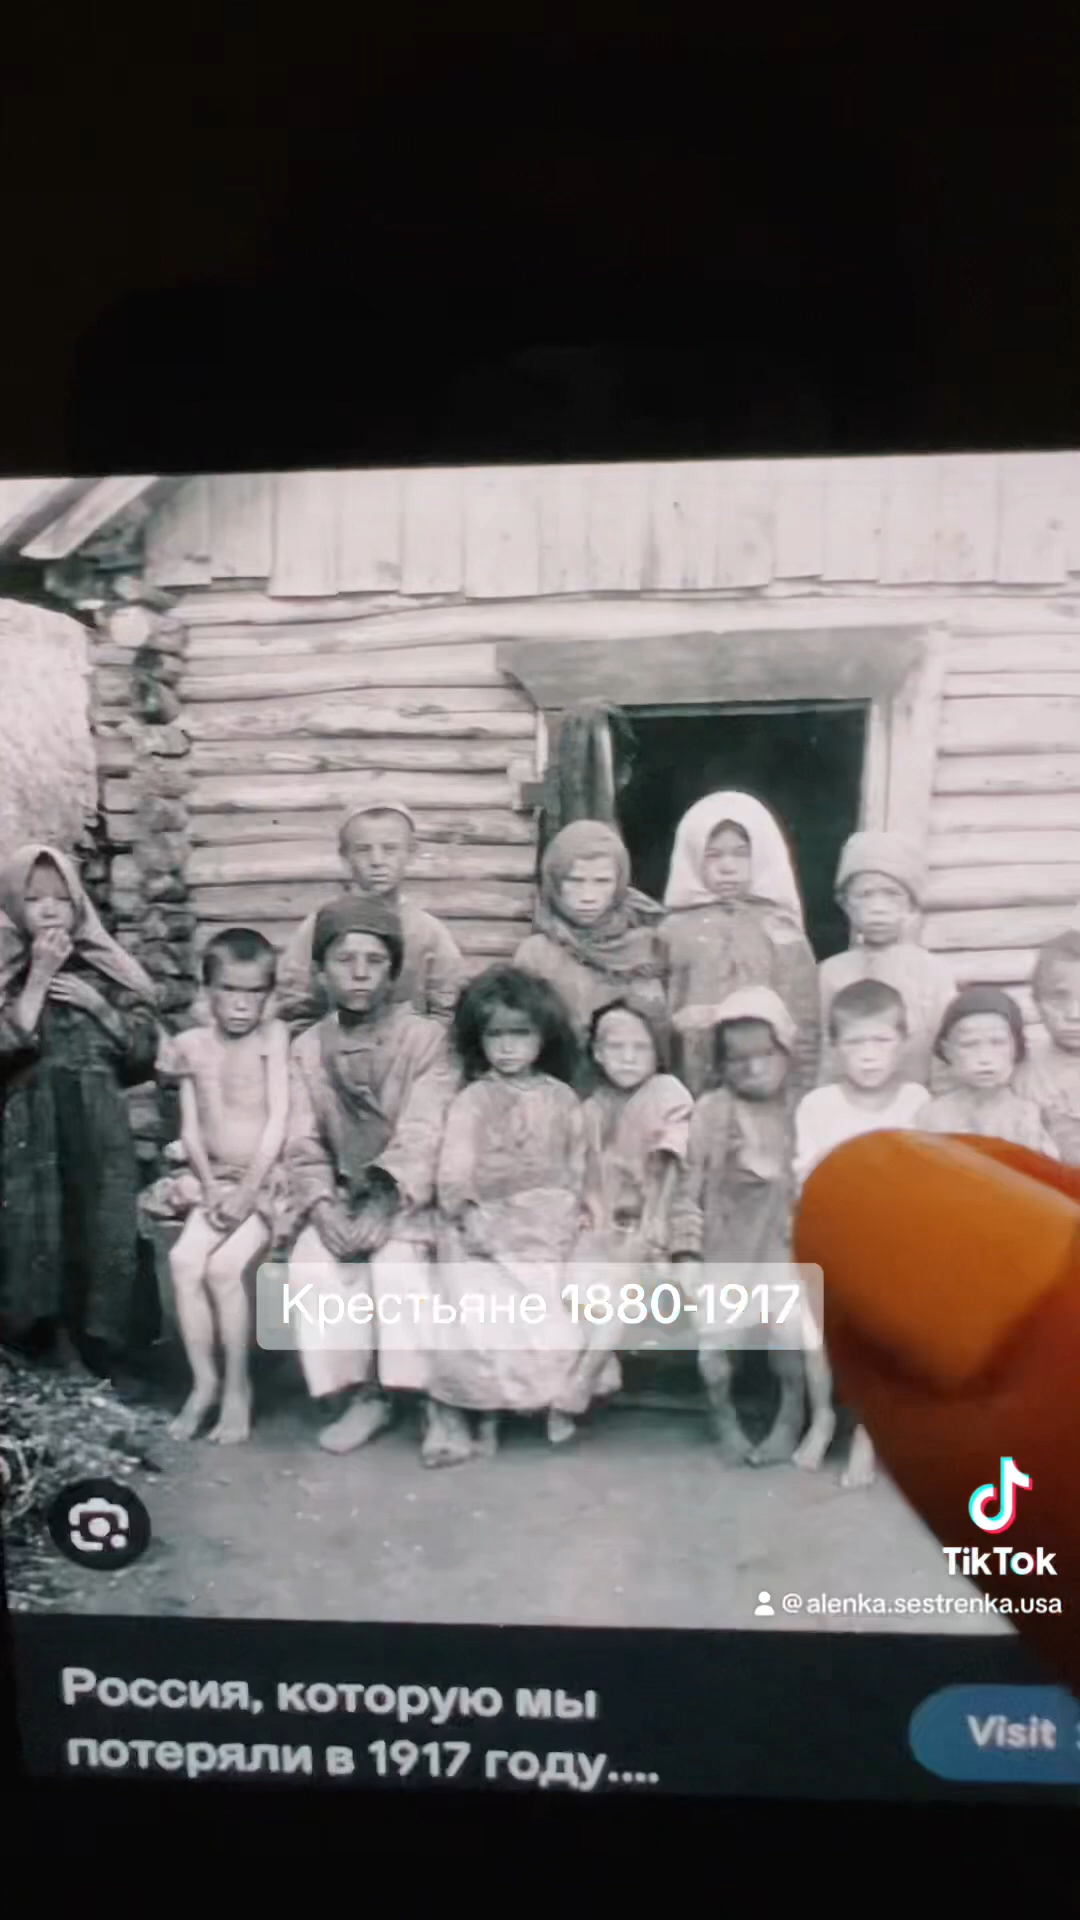 Крестьяне 1880-1917
TikTok
@alenka.sestrenka.usa
Россия, которую мы
потеряли в 1917 году....
Visit